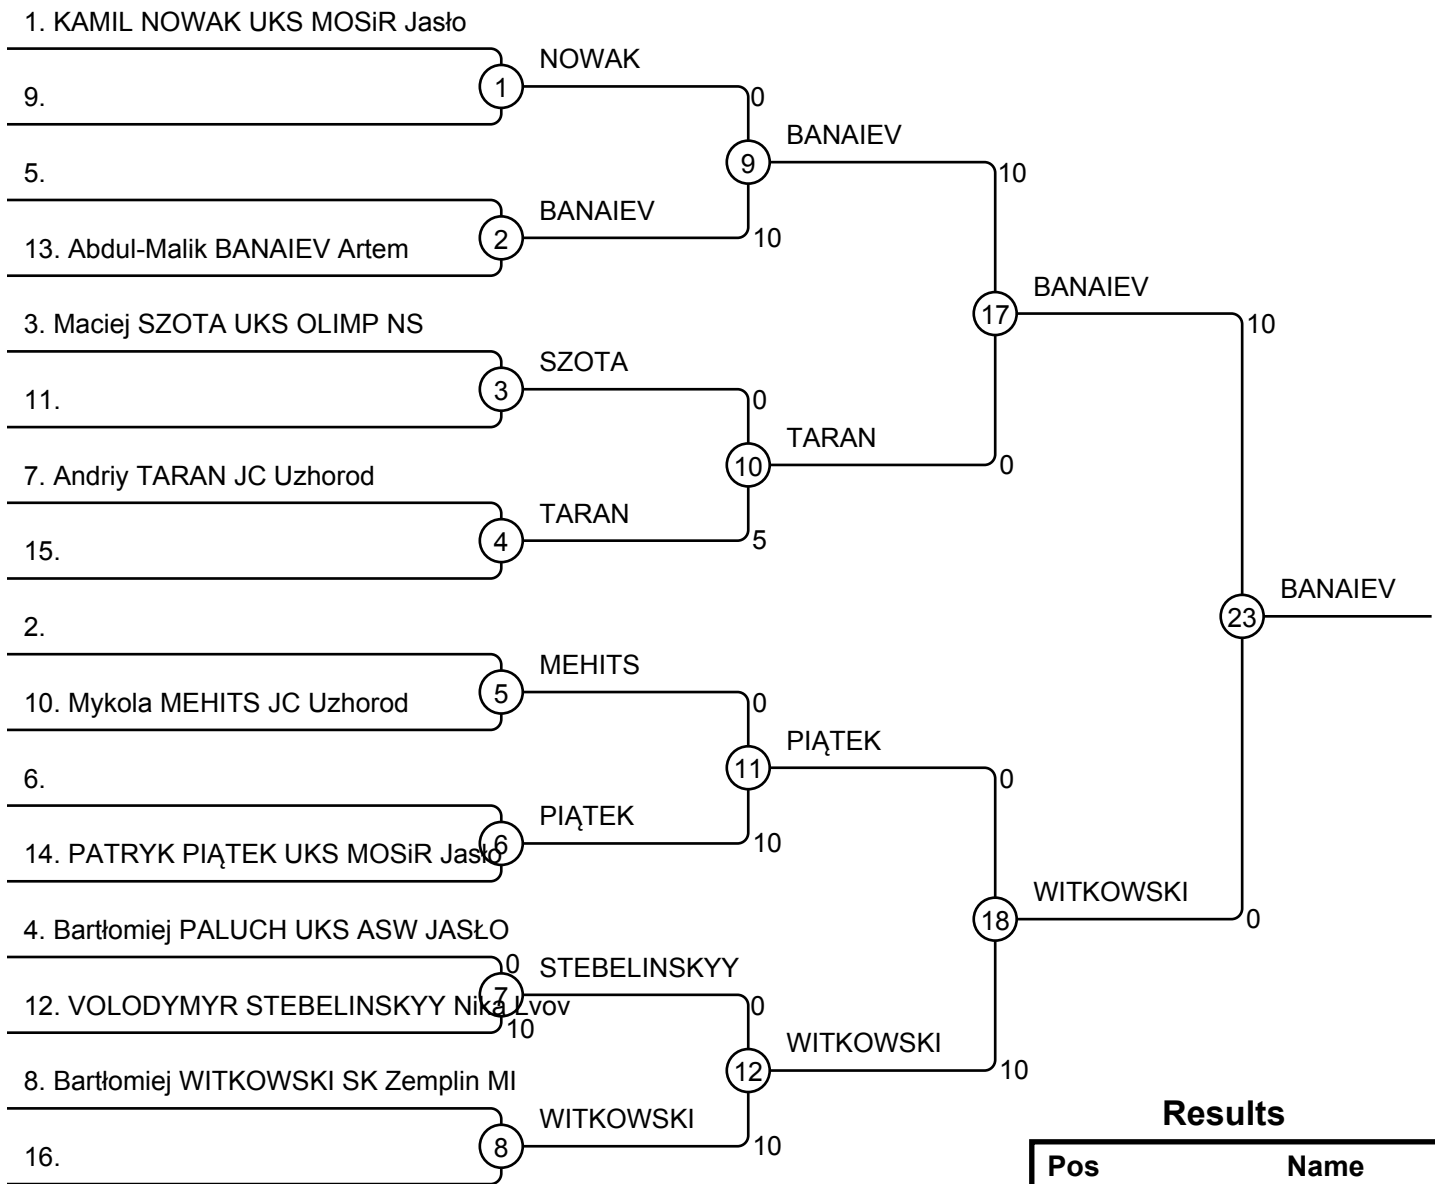 1. KAMIL NOWAK UKS MOSiR Jasło
NOWAK
1
9.
0
BANAIEV
9
5.
10
BANAIEV
2
10
13. Abdul-Malik BANAIEV Artem
BANAIEV
17
3. Maciej SZOTA UKS OLIMP NS
10
SZOTA
3
11.
0
TARAN
10
0
7. Andriy TARAN JC Uzhorod
TARAN
4
5
15.
BANAIEV
23
2.
MEHITS
5
10. Mykola MEHITS JC Uzhorod
0
PIĄTEK
11
6.
0
PIĄTEK
6
10
14. PATRYK PIĄTEK UKS MOSiR Jasło
WITKOWSKI
18
0
4. Bartłomiej PALUCH UKS ASW JASŁO
0
STEBELINSKYY
7
12. VOLODYMYR STEBELINSKYY Nika Lvov
0
10
WITKOWSKI
12
10
8. Bartłomiej WITKOWSKI SK Zemplin MI
WITKOWSKI
8
10
16.
Results
Pos Name